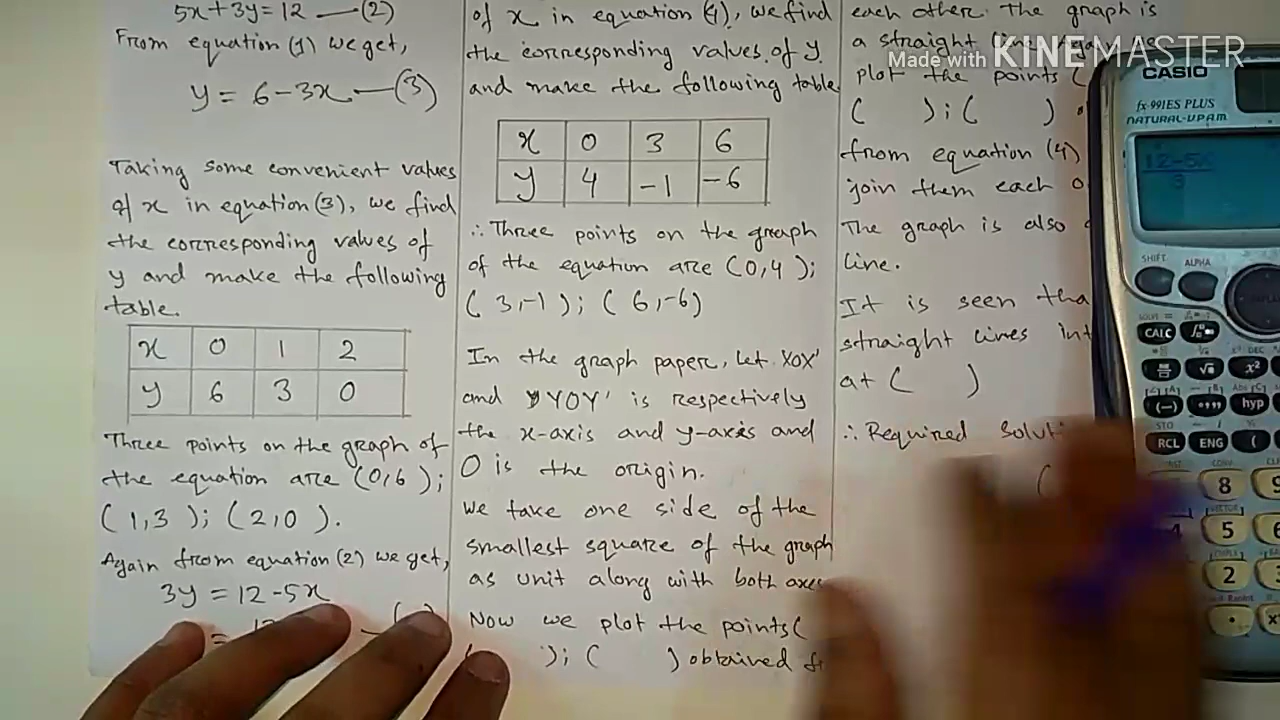 5x+3y=12 —(2)
From equation (1) we get,
y = 6-3x —(3)
Taking some convenient values
of x in equation (3), we find
the corresponding values of
y and make the following
table.
x 0 1 2
y 6 3 0
Three points on the graph of
the equation are (0,6);
(1,3); (2,0).
Again from equation (2) we get,
3y = 12-5x
of x in equation (4), we find
the corresponding values of y
and make the following table
x 0 3 6
y 4 -1 -6
∴ Three points on the graph
of the equation are (0,4);
(3,-1); (6,-6)
In the graph paper, let XOX'
and YOY' is respectively
the x-axis and y-axis and
O is the origin.
We take one side of the
smallest square of the graph
as unit along with both axes
Now we plot the points (
( ); ( ) obtained
each other. The graph is
a straight
plot the points (
( ); ( )
from equation (4)
join them each
The graph is also
line.
It is seen
straight lines
at ( )
∴ Required
(
Made with KINEMASTER
CASIO
fx-991ES PLUS
NATURAL-V.P.A.M.
12-5X
3
SHIFT ALPHA
CALC
√ x²
(-) hyp
RCL ENG (
8 9
4 5 6
2 3